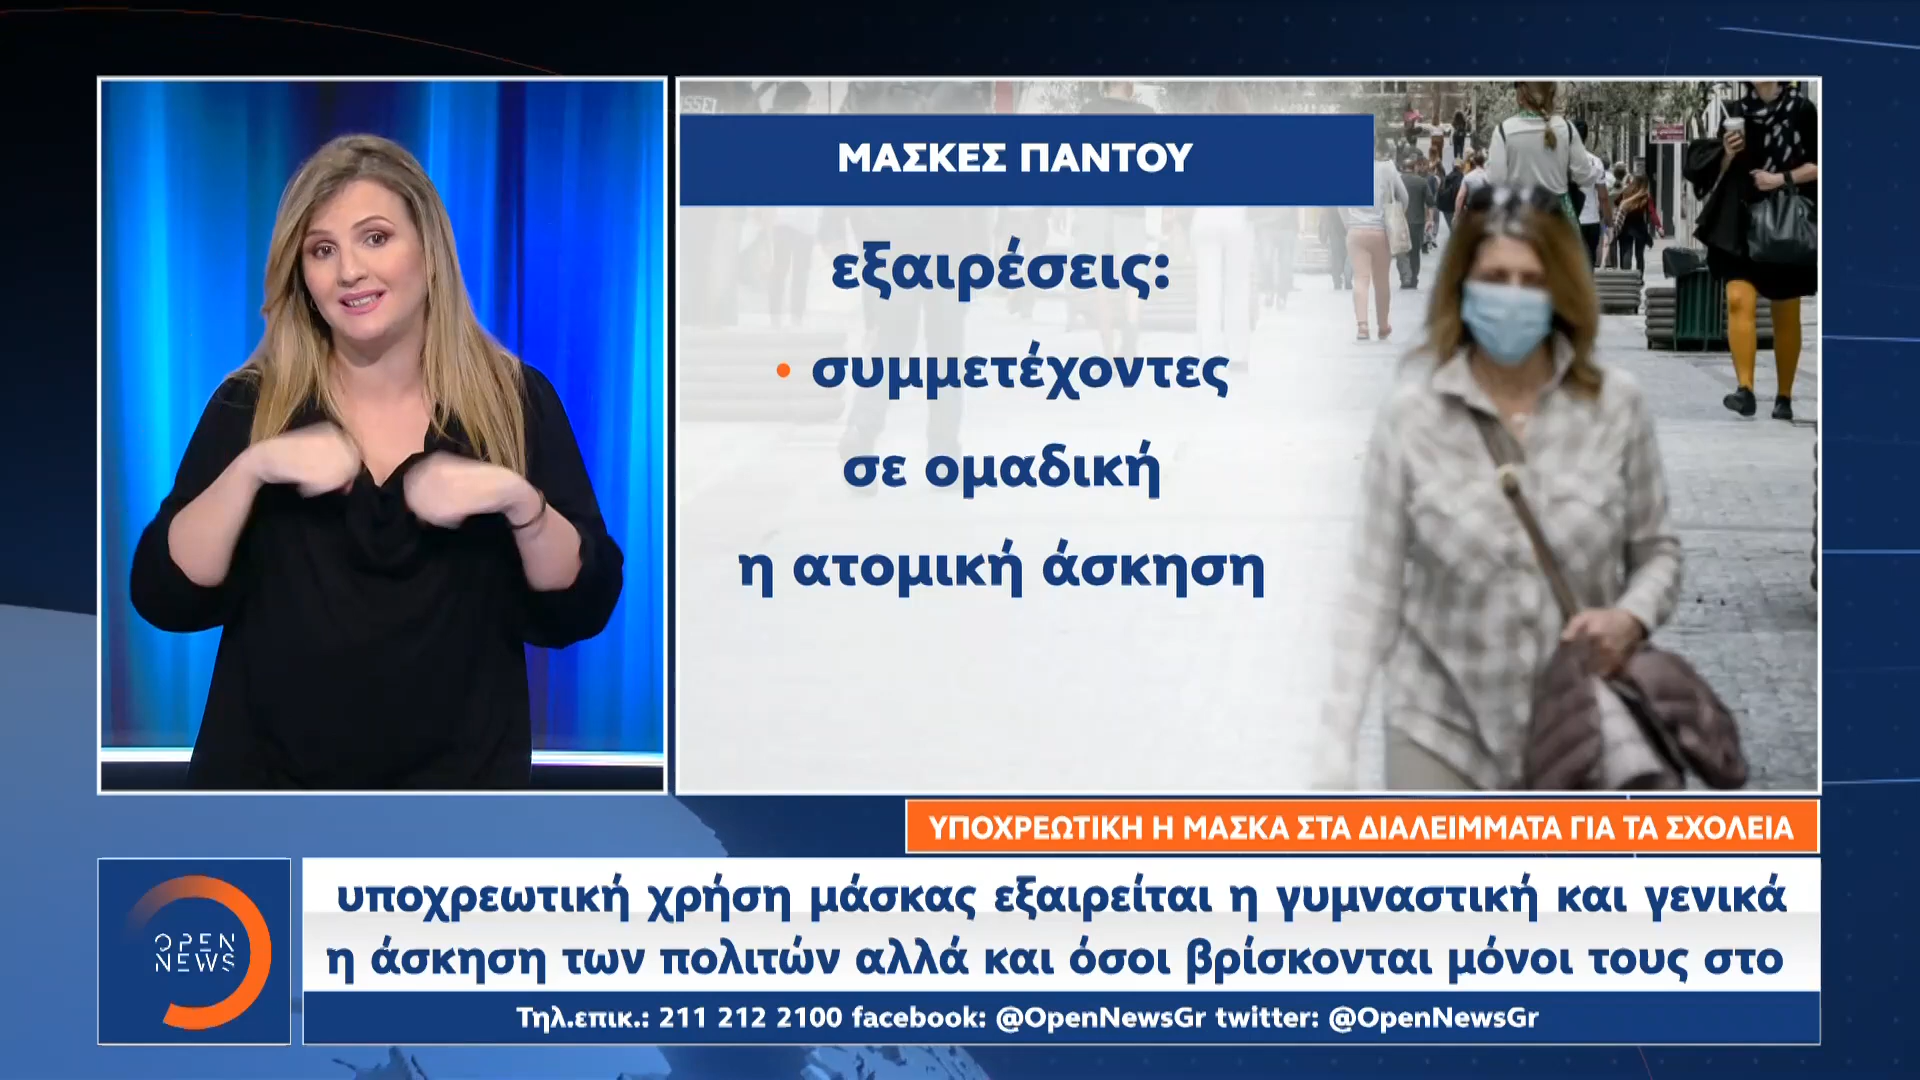 ΜΑΣΚΕΣ ΠΑΝΤΟΥ
εξαιρέσεις:
• συμμετέχοντες
σε ομαδική
η ατομική άσκηση
ΥΠΟΧΡΕΩΤΙΚΗ Η ΜΑΣΚΑ ΣΤΑ ΔΙΑΛΕΙΜΜΑΤΑ ΓΙΑ ΤΑ ΣΧΟΛΕΙΑ
υποχρεωτική χρήση μάσκας εξαιρείται η γυμναστική και γενικά
η άσκηση των πολιτών αλλά και όσοι βρίσκονται μόνοι τους στο
OPEN
NEWS
Τηλ.επικ.: 211 212 2100 facebook: @OpenNewsGr twitter: @OpenNewsGr